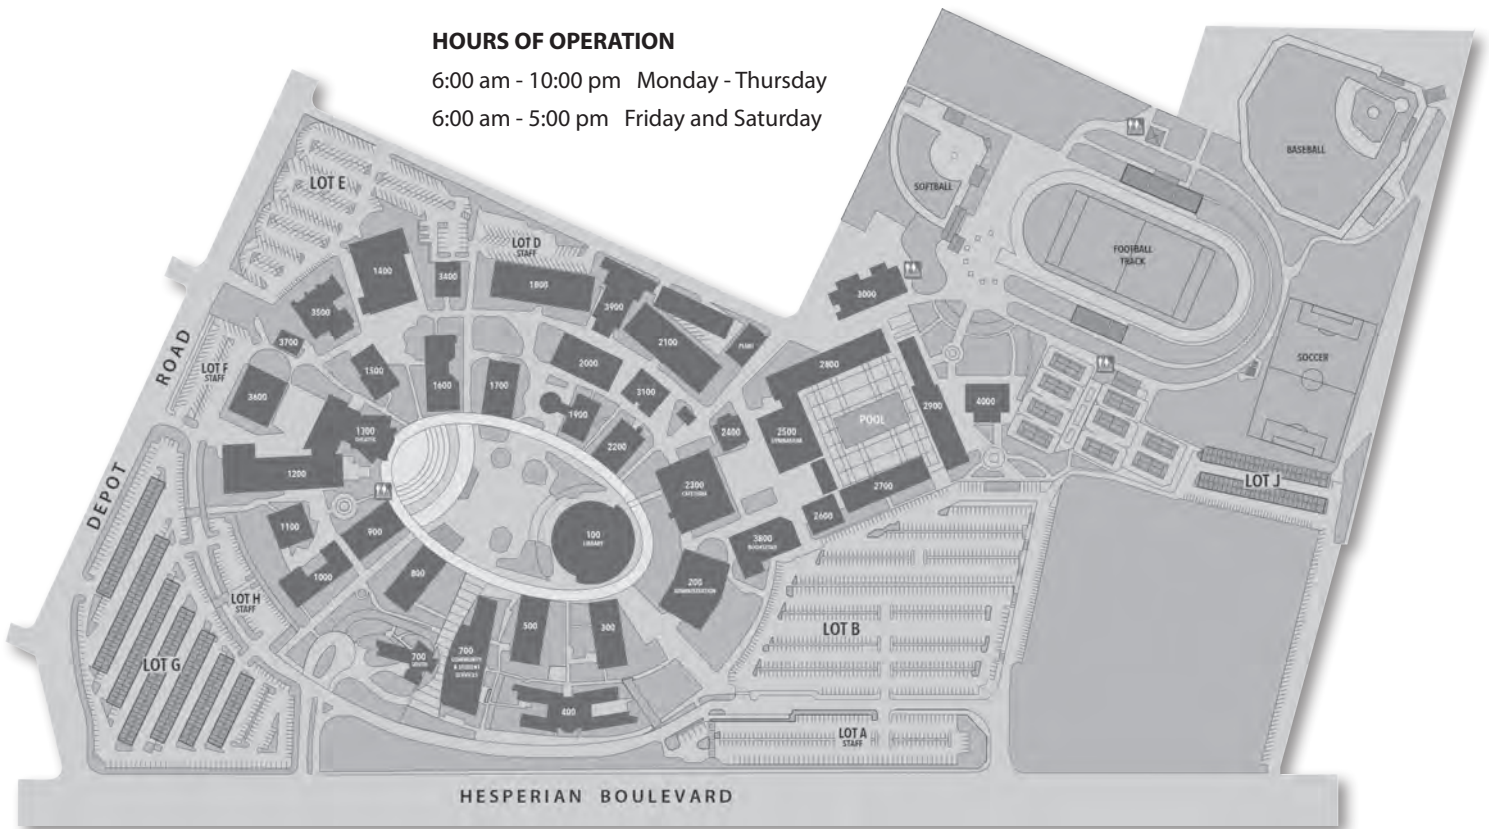 HOURS OF OPERATION
6:00 am - 10:00 pm Monday - Thursday
6:00 am - 5:00 pm Friday and Saturday
BASEBALL
LOT E
SOFTBALL
LOT D
STAFF
FOOTBALL
TRACK
1400
3400
1800
3000
3500
3900
3700
2100
PLANT
SOCCER
ROAD
LOT F
STAFF
1500
1600
1700
2000
2800
3100
3600
2900
4000
1900
POOL
1300
THEATER
2200
2400
2500
GYMNASIUM
1200
2300
CAFETERIA
2700
LOT J
DEPOT
2600
1100
900
100
LIBRARY
3800
BOOKSTORE
1000
800
200
ADMINISTRATION
LOT H
STAFF
500
300
LOT B
LOT G
700
SOUTH
700
COMMUNITY
& STUDENT
SERVICES
400
LOT A
STAFF
HESPERIAN BOULEVARD